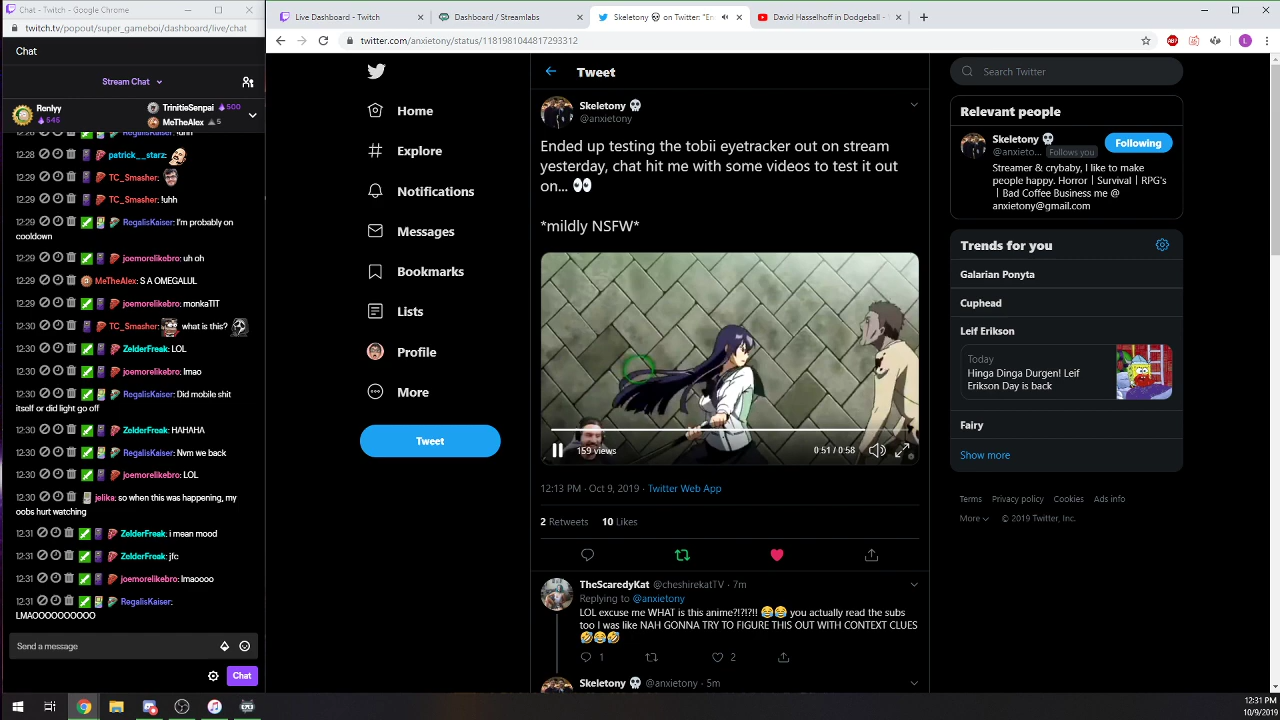 Chat - Twitch - Google Chrome
twitch.tv/popout/super_gameboi/dashboard/live/chat
Chat
Stream Chat
Renlyy
545
TrinitieSenpai 500
MeTheAlex 5
12:28 RegalisKaiser: !uhh
12:28 patrick__starz:
12:29 TC_Smasher:
12:29 TC_Smasher: !uhh
12:29 RegalisKaiser: I'm probably on
cooldown
12:29 joemorelikebro: uh oh
12:29 MeTheAlex: S A OMEGALUL
12:29 joemorelikebro: monkaTIT
12:30 TC_Smasher: what is this?
12:30 ZelderFreak: LOL
12:30 joemorelikebro: lmao
12:30 RegalisKaiser: Did mobile shit
itself or did light go off
12:30 ZelderFreak: HAHAHA
12:30 RegalisKaiser: Nvm we back
12:30 joemorelikebro: LOL
12:30 jelika: so when this was happening, my
oobs hurt watching
12:31 ZelderFreak: i mean mood
12:31 ZelderFreak: jfc
12:31 joemorelikebro: lmaoooo
12:31 RegalisKaiser:
LMAOOOOOOOOOO
Send a message
Chat
Live Dashboard - Twitch
Dashboard / Streamlabs
Skeletony 💀 on Twitter: "En
David Hasselhoff in Dodgeball -
twitter.com/anxietony/status/1181981044817293312
ABP
L
Home
Explore
Notifications
Messages
Bookmarks
Lists
Profile
More
Tweet
Tweet
Skeletony 💀
@anxietony
Ended up testing the tobii eyetracker out on stream
yesterday, chat hit me with some videos to test it out
on... 👀
*mildly NSFW*
159 views
0:51 / 0:58
12:13 PM · Oct 9, 2019 · Twitter Web App
2 Retweets 10 Likes
TheScaredyKat @cheshirekatTV · 7m
Replying to @anxietony
LOL excuse me WHAT is this anime?!?!?!! 😂😂 you actually read the subs
too I was like NAH GONNA TRY TO FIGURE THIS OUT WITH CONTEXT CLUES
🤣😂🤣
1
2
Skeletony 💀 @anxietony · 5m
Search Twitter
Relevant people
Skeletony 💀
@anxieto... Follows you
Following
Streamer & crybaby, I like to make
people happy. Horror | Survival | RPG's
| Bad Coffee Business me @
anxietony@gmail.com
Trends for you
Galarian Ponyta
Cuphead
Leif Erikson
Today
Hinga Dinga Durgen! Leif
Erikson Day is back
Fairy
Show more
Terms Privacy policy Cookies Ads info
More © 2019 Twitter, Inc.
12:31 PM
10/9/2019